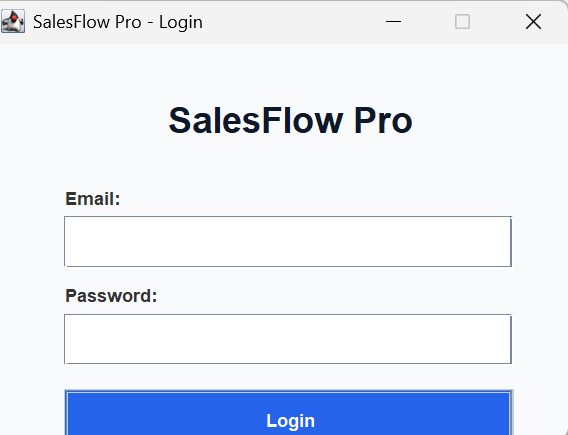 SalesFlow Pro - Login
SalesFlow Pro
Email:
Password:
Login